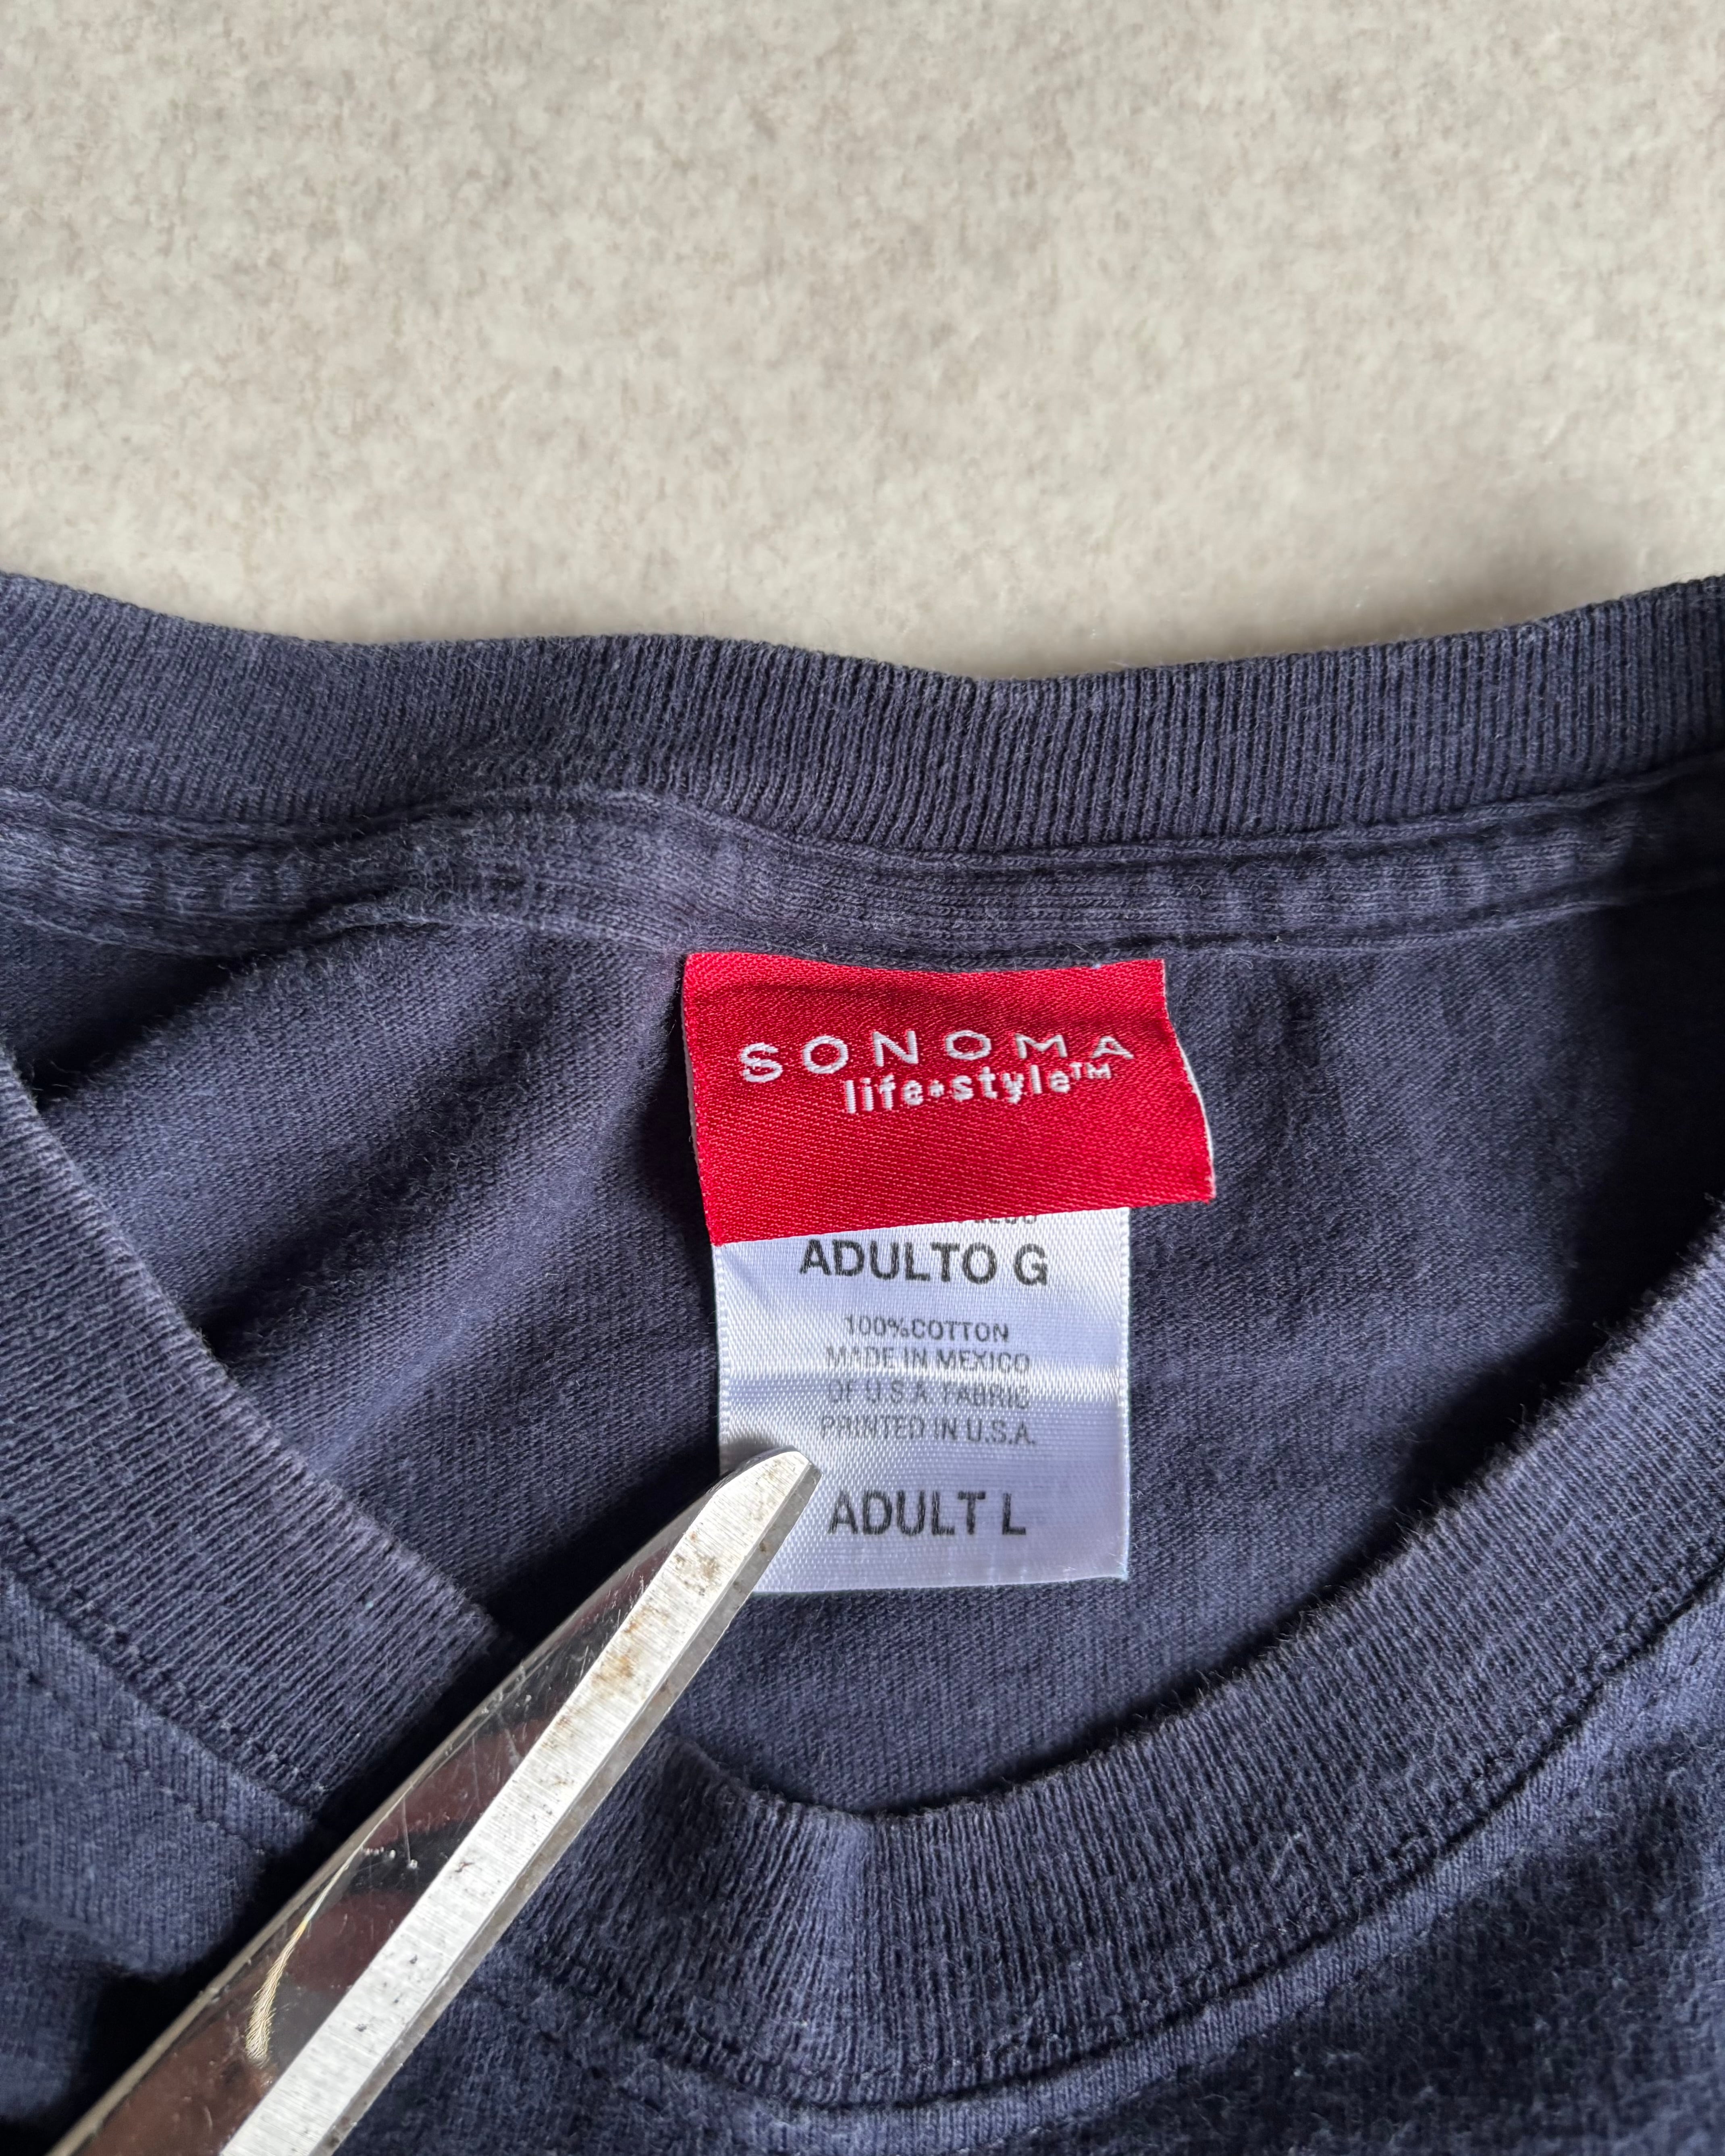 SONOMA
life•style™
ADULTO G
100%COTTON
MADE IN MEXICO
OF U.S.A. FABRIC
PRINTED IN U.S.A.
ADULT L